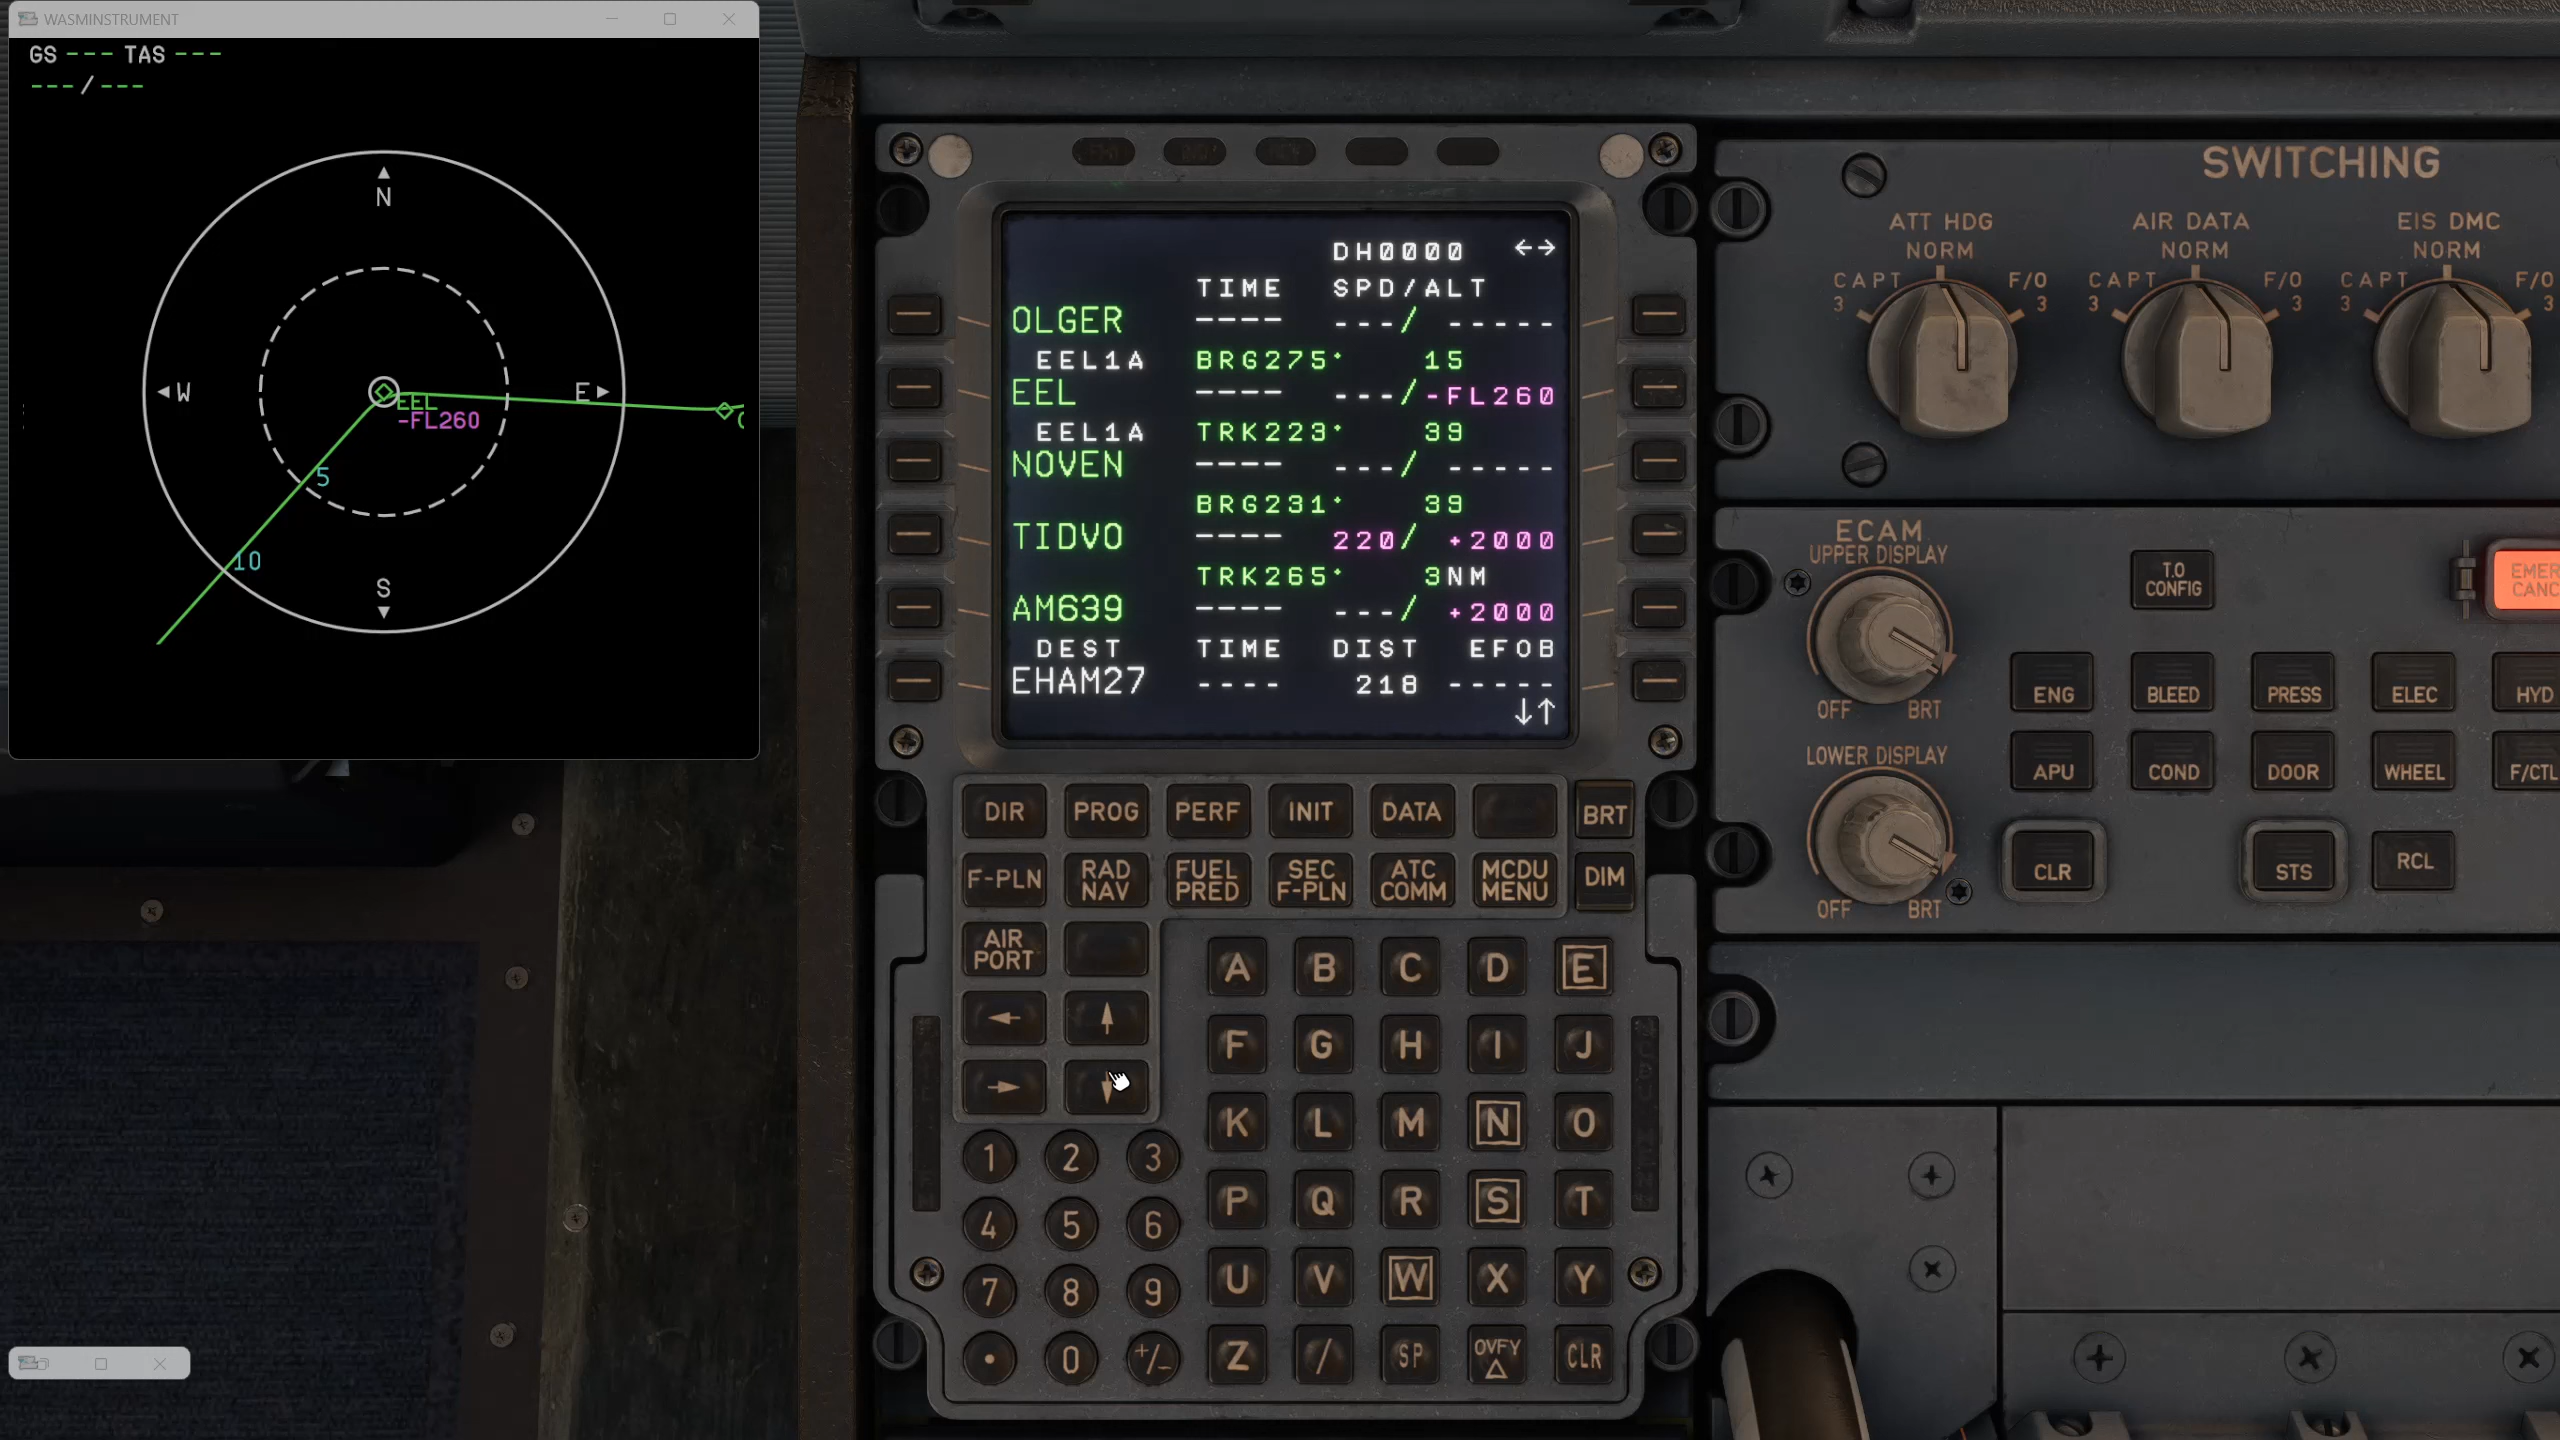 WASMINSTRUMENT
GS --- TAS ---
---/---
N
W
E
S
EEL
-FL260
5
10
DH0000 ←→
TIME SPD/ALT
OLGER ---- ---/ -----
EEL1A BRG275° 15
EEL ---- ---/-FL260
EEL1A TRK223° 39
NOVEN ---- ---/ -----
BRG231° 39
TIDVO ---- 220/ +2000
TRK265° 3NM
AM639 ---- ---/ +2000
DEST TIME DIST EFOB
EHAM27 ---- 218 -----
↓↑
DIR PROG PERF INIT DATA BRT
F-PLN RAD NAV FUEL PRED SEC F-PLN ATC COMM MCDU MENU DIM
AIR PORT
← ↑
→ ↓
A B C D E
F G H I J
K L M N O
P Q R S T
U V W X Y
Z / SP OVFY △ CLR
1 2 3
4 5 6
7 8 9
. 0 +/-
SWITCHING
ATT HDG AIR DATA EIS DMC
NORM NORM NORM
CAPT F/O CAPT F/O CAPT F/O
3 3 3 3 3 3
ECAM
UPPER DISPLAY
OFF BRT
LOWER DISPLAY
OFF BRT
T.O CONFIG
EMER
CANC
ENG BLEED PRESS ELEC HYD
APU COND DOOR WHEEL F/CTL
CLR STS RCL